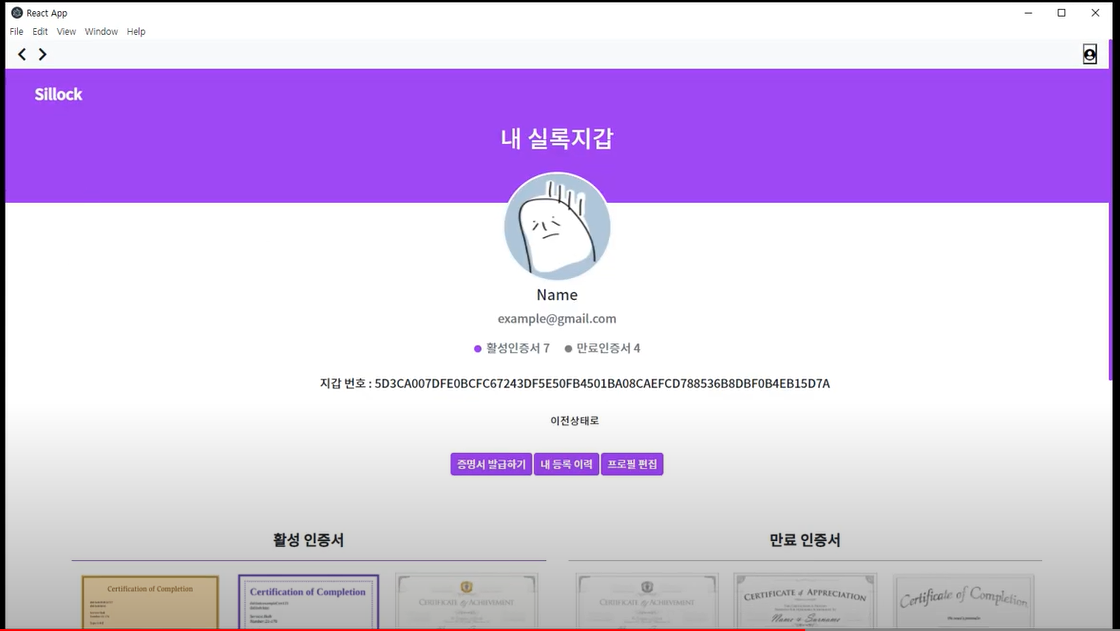 React App
File Edit View Window Help
Sillock
내 실록지갑
Name
example@gmail.com
활성인증서 7 만료인증서 4
지갑 번호 : 5D3CA007DFE0BCFC67243DF5E50FB4501BA08CAEFCD788536B8DBF0B4EB15D7A
이전상태로
증명서 발급하기 내 등록 이력 프로필 편집
활성 인증서 만료 인증서
Certification of Completion Certification of Completion CERTIFICATE of ACHIEVEMENT CERTIFICATE of ACHIEVEMENT CERTIFICATE of APPRECIATION Certificate of Completion
Name & Surname